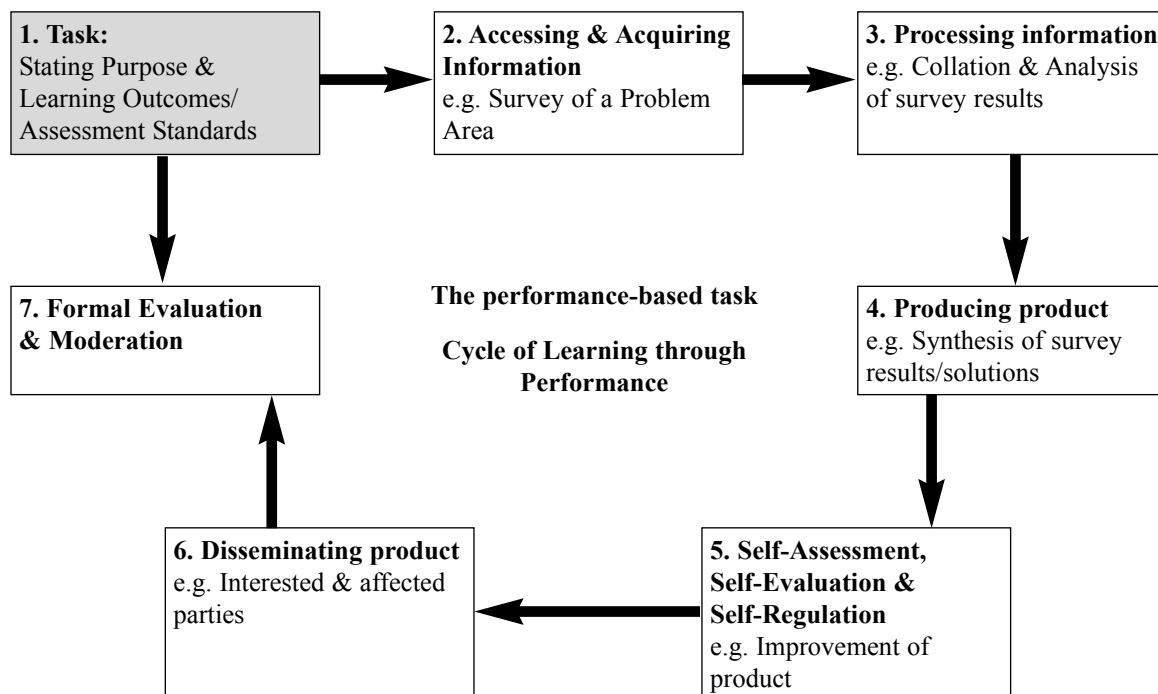 1. Task:
Stating Purpose &
Learning Outcomes/
Assessment Standards
2. Accessing & Acquiring
Information
e.g. Survey of a Problem
Area
3. Processing information
e.g. Collation & Analysis
of survey results
7. Formal Evaluation
& Moderation
The performance-based task
Cycle of Learning through
Performance
4. Producing product
e.g. Synthesis of survey
results/solutions
6. Disseminating product
e.g. Interested & affected
parties
5. Self-Assessment,
Self-Evaluation &
Self-Regulation
e.g. Improvement of
product